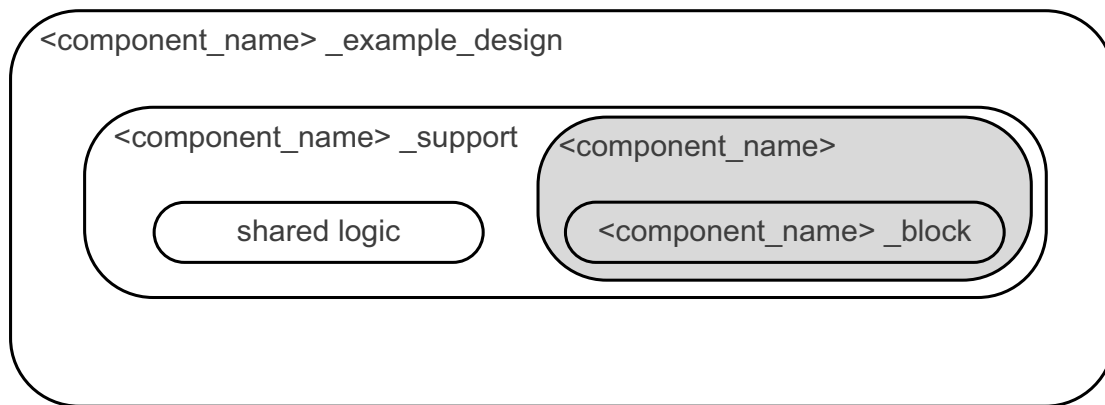 <component_name> _example_design
<component_name> _support
<component_name>
shared logic
<component_name> _block